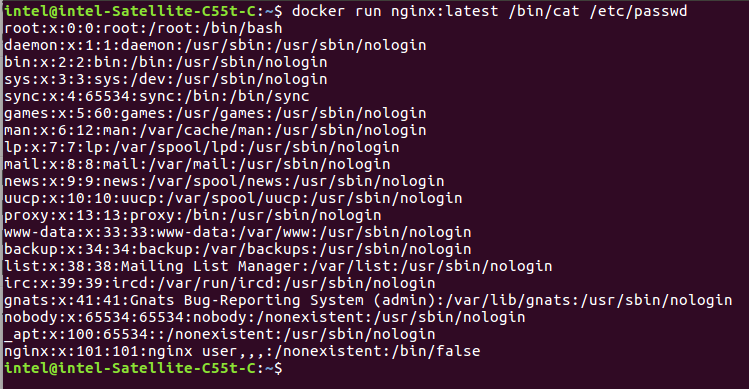 intel@intel-Satellite-C55t-C:~$ docker run nginx:latest /bin/cat /etc/passwd
root:x:0:0:root:/root:/bin/bash
daemon:x:1:1:daemon:/usr/sbin:/usr/sbin/nologin
bin:x:2:2:bin:/bin:/usr/sbin/nologin
sys:x:3:3:sys:/dev:/usr/sbin/nologin
sync:x:4:65534:sync:/bin:/bin/sync
games:x:5:60:games:/usr/games:/usr/sbin/nologin
man:x:6:12:man:/var/cache/man:/usr/sbin/nologin
lp:x:7:7:lp:/var/spool/lpd:/usr/sbin/nologin
mail:x:8:8:mail:/var/mail:/usr/sbin/nologin
news:x:9:9:news:/var/spool/news:/usr/sbin/nologin
uucp:x:10:10:uucp:/var/spool/uucp:/usr/sbin/nologin
proxy:x:13:13:proxy:/bin:/usr/sbin/nologin
www-data:x:33:33:www-data:/var/www:/usr/sbin/nologin
backup:x:34:34:backup:/var/backups:/usr/sbin/nologin
list:x:38:38:Mailing List Manager:/var/list:/usr/sbin/nologin
irc:x:39:39:ircd:/var/run/ircd:/usr/sbin/nologin
gnats:x:41:41:Gnats Bug-Reporting System (admin):/var/lib/gnats:/usr/sbin/nologin
nobody:x:65534:65534:nobody:/nonexistent:/usr/sbin/nologin
_apt:x:100:65534::/nonexistent:/usr/sbin/nologin
nginx:x:101:101:nginx user,,,:/nonexistent:/bin/false
intel@intel-Satellite-C55t-C:~$